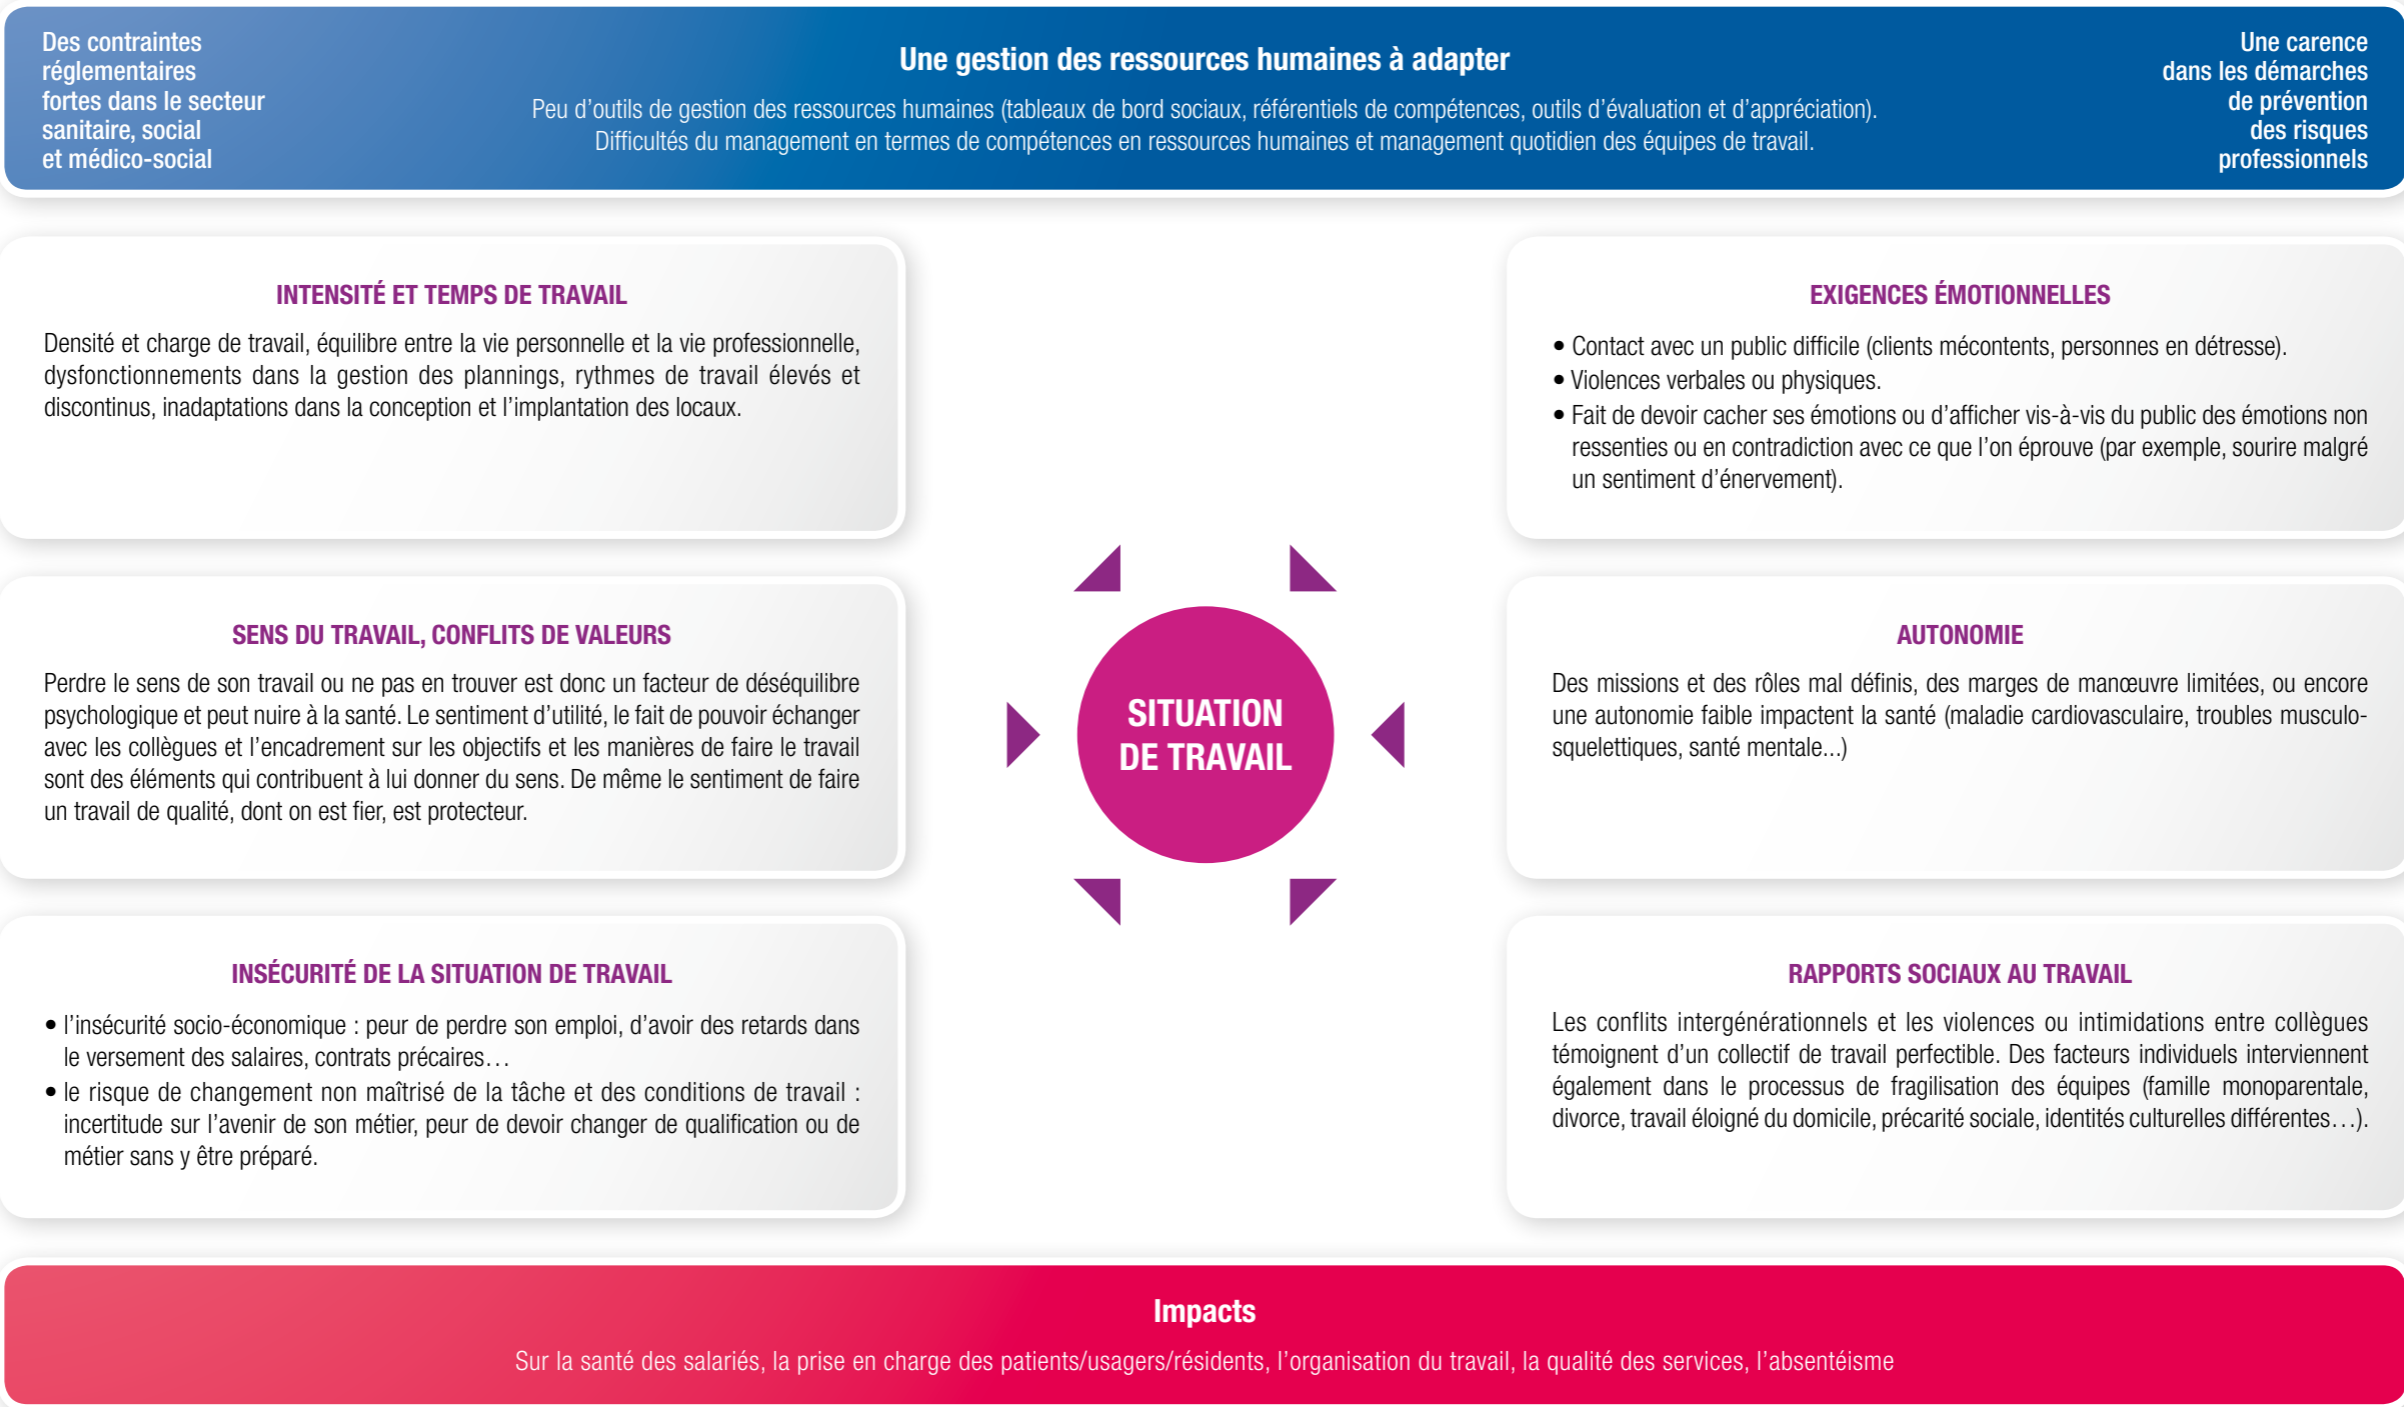 Des contraintes
réglementaires
fortes dans le secteur
sanitaire, social
et médico-social
Une gestion des ressources humaines à adapter
Peu d'outils de gestion des ressources humaines (tableaux de bord sociaux, référentiels de compétences, outils d'évaluation et d'appréciation).
Difficultés du management en termes de compétences en ressources humaines et management quotidien des équipes de travail.
Une carence
dans les démarches
de prévention
des risques
professionnels
INTENSITÉ ET TEMPS DE TRAVAIL
Densité et charge de travail, équilibre entre la vie personnelle et la vie professionnelle,
dysfonctionnements dans la gestion des plannings, rythmes de travail élevés et
discontinus, inadaptations dans la conception et l'implantation des locaux.
EXIGENCES ÉMOTIONNELLES
• Contact avec un public difficile (clients mécontents, personnes en détresse).
• Violences verbales ou physiques.
• Fait de devoir cacher ses émotions ou d'afficher vis-à-vis du public des émotions non
ressenties ou en contradiction avec ce que l'on éprouve (par exemple, sourire malgré
un sentiment d'énervement).
SENS DU TRAVAIL, CONFLITS DE VALEURS
Perdre le sens de son travail ou ne pas en trouver est donc un facteur de déséquilibre
psychologique et peut nuire à la santé. Le sentiment d'utilité, le fait de pouvoir échanger
avec les collègues et l'encadrement sur les objectifs et les manières de faire le travail
sont des éléments qui contribuent à lui donner du sens. De même le sentiment de faire
un travail de qualité, dont on est fier, est protecteur.
SITUATION
DE TRAVAIL
AUTONOMIE
Des missions et des rôles mal définis, des marges de manœuvre limitées, ou encore
une autonomie faible impactent la santé (maladie cardiovasculaire, troubles musculo-
squelettiques, santé mentale...)
INSÉCURITÉ DE LA SITUATION DE TRAVAIL
• l'insécurité socio-économique : peur de perdre son emploi, d'avoir des retards dans
le versement des salaires, contrats précaires…
• le risque de changement non maîtrisé de la tâche et des conditions de travail :
incertitude sur l'avenir de son métier, peur de devoir changer de qualification ou de
métier sans y être préparé.
RAPPORTS SOCIAUX AU TRAVAIL
Les conflits intergénérationnels et les violences ou intimidations entre collègues
témoignent d'un collectif de travail perfectible. Des facteurs individuels interviennent
également dans le processus de fragilisation des équipes (famille monoparentale,
divorce, travail éloigné du domicile, précarité sociale, identités culturelles différentes…).
Impacts
Sur la santé des salariés, la prise en charge des patients/usagers/résidents, l'organisation du travail, la qualité des services, l'absentéisme